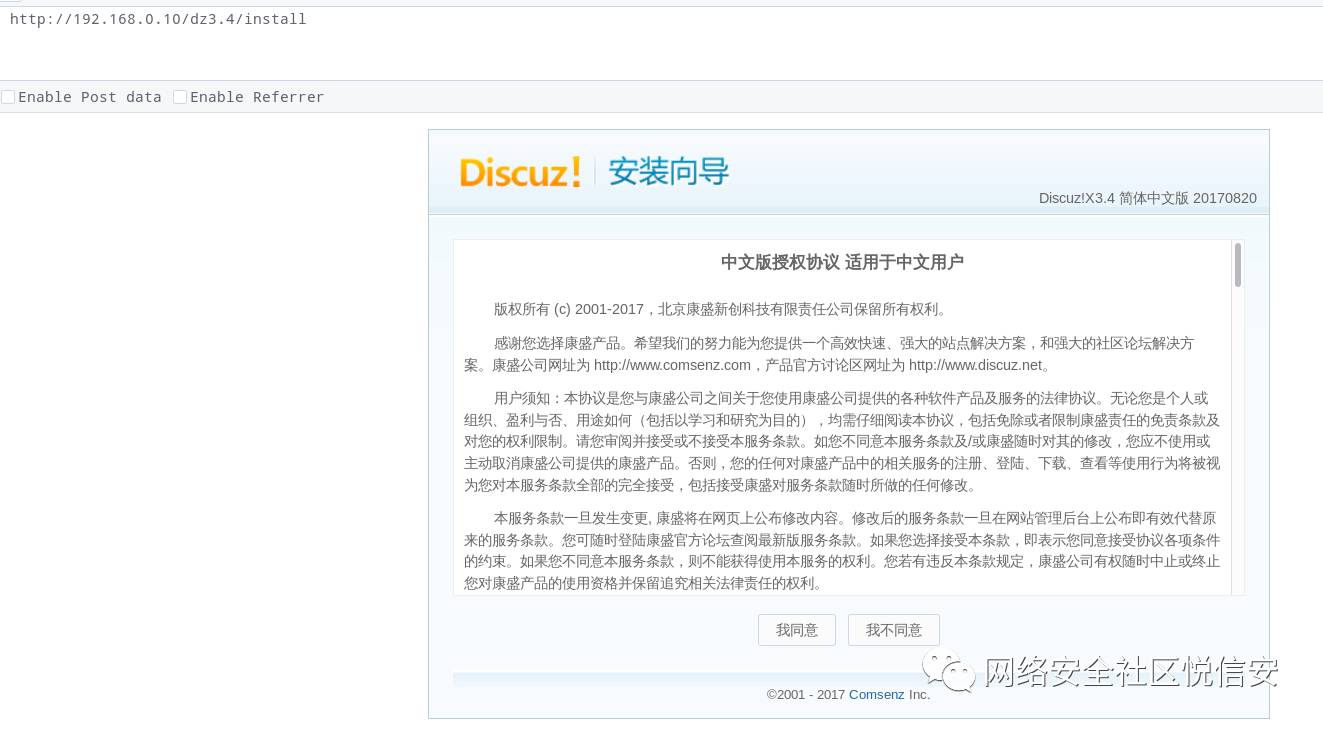 http://192.168.0.10/dz3.4/install
Enable Post data Enable Referrer
Discuz! 安装向导
Discuz!X3.4 简体中文版 20170820
中文版授权协议 适用于中文用户
版权所有 (c) 2001-2017，北京康盛新创科技有限责任公司保留所有权利。
感谢您选择康盛产品。希望我们的努力能为您提供一个高效快速、强大的站点解决方案，和强大的社区论坛解决方
案。康盛公司网址为 http://www.comsenz.com，产品官方讨论区网址为 http://www.discuz.net。
用户须知：本协议是您与康盛公司之间关于您使用康盛公司提供的各种软件产品及服务的法律协议。无论您是个人或
组织、盈利与否、用途如何（包括以学习和研究为目的），均需仔细阅读本协议，包括免除或者限制康盛责任的免责条款及
对您的权利限制。请您审阅并接受或不接受本服务条款。如您不同意本服务条款及/或康盛随时对其的修改，您应不使用或
主动取消康盛公司提供的康盛产品。否则，您的任何对康盛产品中的相关服务的注册、登陆、下载、查看等使用行为将被视
为您对本服务条款全部的完全接受，包括接受康盛对服务条款随时所做的任何修改。
本服务条款一旦发生变更, 康盛将在网页上公布修改内容。修改后的服务条款一旦在网站管理后台上公布即有效代替原
来的服务条款。您可随时登陆康盛官方论坛查阅最新版服务条款。如果您选择接受本条款，即表示您同意接受协议各项条件
的约束。如果您不同意本服务条款，则不能获得使用本服务的权利。您若有违反本条款规定，康盛公司有权随时中止或终止
您对康盛产品的使用资格并保留追究相关法律责任的权利。
我同意 我不同意
网络安全社区悦信安
©2001 - 2017 Comsenz Inc.